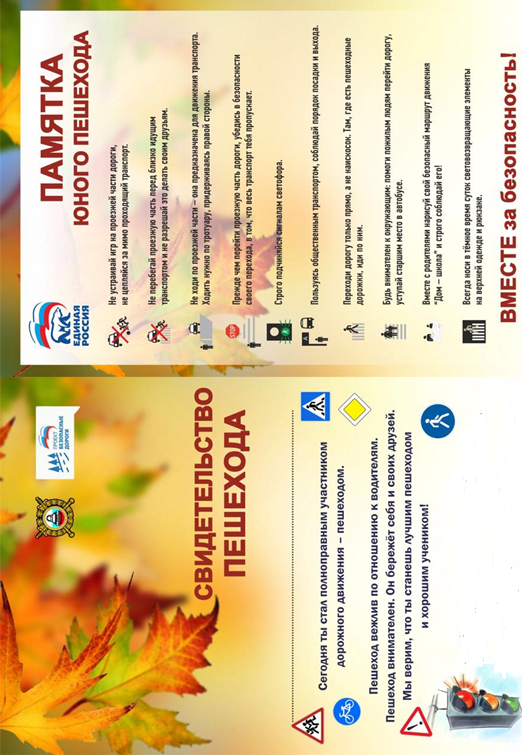 ЕДИНАЯ
РОССИЯ
ПАМЯТКА
ЮНОГО ПЕШЕХОДА
Не устраивай игр на проезжей части дороги,
не цепляйся за мимо проходящий транспорт.
Не перебегай проезжую часть перед близко идущим
транспортом и не разрешай это делать своим друзьям.
Не ходи по проезжей части – она предназначена для движения транспорта.
Ходить нужно по тротуару, придерживаясь правой стороны.
Прежде чем перейти проезжую часть дороги, убедись в безопасности
своего перехода, в том, что весь транспорт тебя пропускает.
Строго подчиняйся сигналам светофора.
Пользуясь общественным транспортом, соблюдай порядок посадки и выхода.
Переходи дорогу только прямо, а не наискосок. Там, где есть пешеходные
дорожки, иди по ним.
Будь внимателен к окружающим: помоги пожилым людям перейти дорогу,
уступай старшим место в автобусе.
Вместе с родителями нарисуй свой безопасный маршрут движения
"Дом – школа" и строго соблюдай его!
Всегда носи в тёмное время суток световозвращающие элементы
на верхней одежде и рюкзаке.
ВМЕСТЕ за безопасность!
ПРОЕКТ
БЕЗОПАСНЫЕ
ДОРОГИ
СВИДЕТЕЛЬСТВО
ПЕШЕХОДА
Сегодня ты стал полноправным участником
дорожного движения – пешеходом.
Пешеход вежлив по отношению к водителям.
Пешеход внимателен. Он бережёт себя и своих друзей.
Мы верим, что ты станешь лучшим пешеходом
и хорошим учеником!